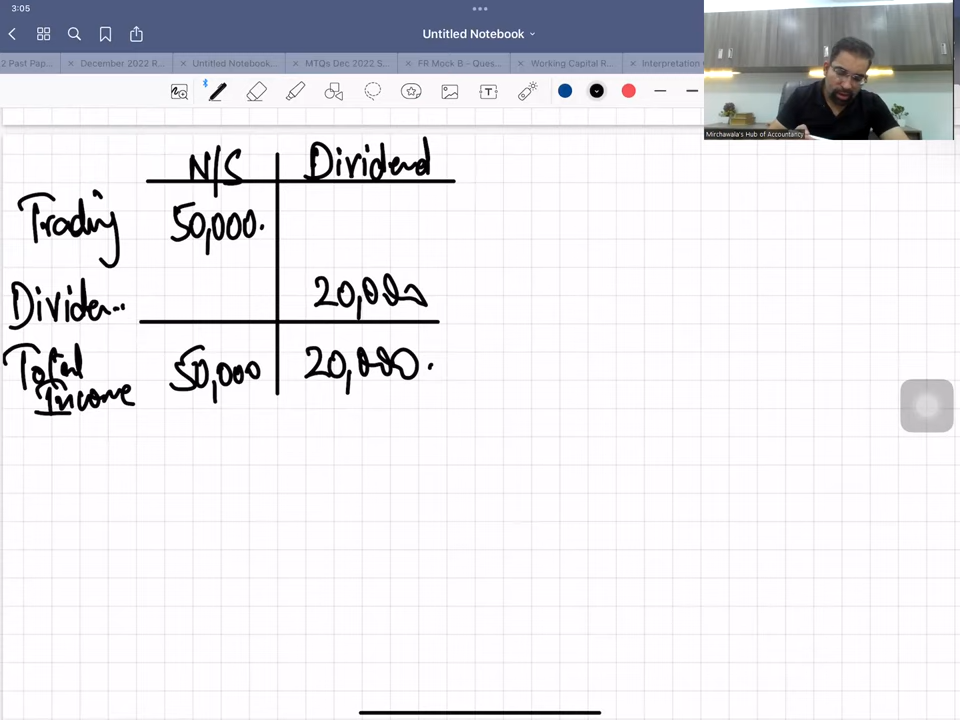 3:05
Untitled Notebook
2 Past Pap...
December 2022 R...
Untitled Notebook...
MTQs Dec 2022 S...
FR Mock B – Ques...
Working Capital R...
Interpretation
Mirchawala's Hub of Accountancy
N/S Dividend
Trading 50,000.
Dividen.. 20,000
Total Income 50,000 20,000.